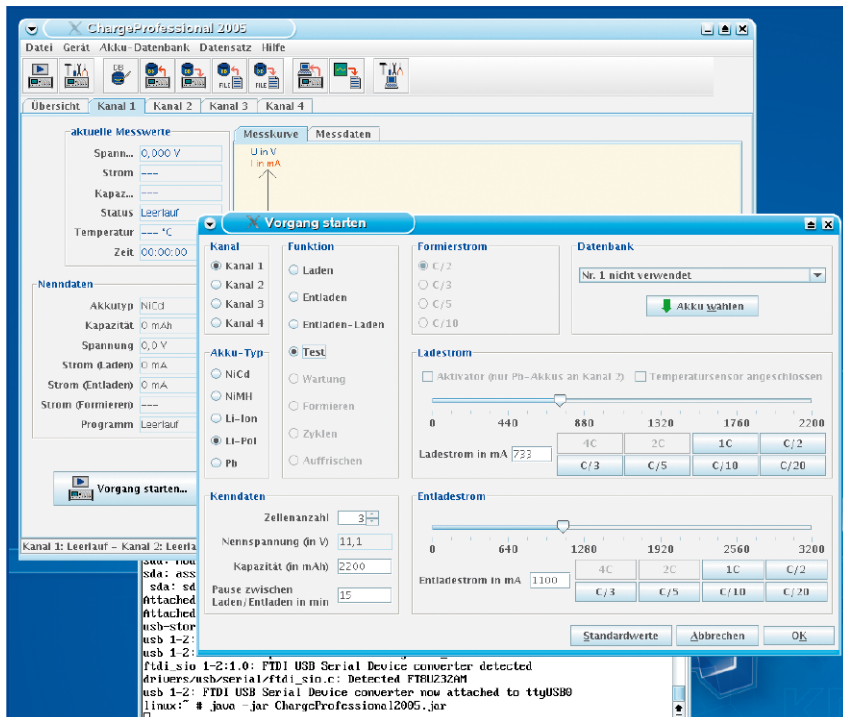 ChargeProfessional 2005
Datei Gerät Akku-Datenbank Datensatz Hilfe
DB
DB
DB
DB
FILE
DB
FILE
Übersicht Kanal 1 Kanal 2 Kanal 3 Kanal 4
aktuelle Messwerte
Spann... 0,000 V
Strom ---
Kapaz... ---
Status Leerlauf
Temperatur --- °C
Zeit 00:00:00
Messkurve Messdaten
U in V
I in mA
Nenndaten
Akkutyp NiCd
Kapazität 0 mAh
Spannung 0,0 V
Strom (Laden) 0 mA
Strom (Entladen) 0 mA
Strom (Formieren) ---
Programm Leerlauf
Vorgang starten...
Kanal 1: Leerlauf – Kanal 2: Leerla
Vorgang starten
Kanal
Kanal 1
Kanal 2
Kanal 3
Kanal 4
Akku-Typ
NiCd
NiMH
Li-Ion
Li-Pol
Pb
Funktion
Laden
Entladen
Entladen-Laden
Test
Wartung
Formieren
Zyklen
Auffrischen
Formierstrom
C/2
C/3
C/5
C/10
Datenbank
Nr. 1 nicht verwendet
Akku wählen
Ladestrom
Aktivator (nur Pb-Akkus an Kanal 2) Temperatursensor angeschlossen
0 440 880 1320 1760 2200
Ladestrom in mA 733
4C 2C 1C C/2
C/3 C/5 C/10 C/20
Kenndaten
Zellenanzahl 3
Nennspannung (in V) 11,1
Kapazität (in mAh) 2200
Pause zwischen
Laden/Entladen in min 15
Entladestrom
0 640 1280 1920 2560 3200
Entladestrom in mA 1100
4C 2C 1C C/2
C/3 C/5 C/10 C/20
Standardwerte Abbrechen OK
sda: ass
sda: sd
Attached
Attached
usb-stor
usb 1-2:
usb 1-2:
ftdi_sio 1-2:1.0: FTDI USB Serial Device converter detected
drivers/usb/serial/ftdi_sio.c: Detected FT8U232AM
usb 1-2: FTDI USB Serial Device converter now attached to ttyUSB0
linux:~ # java -jar ChargeProfessional2005.jar